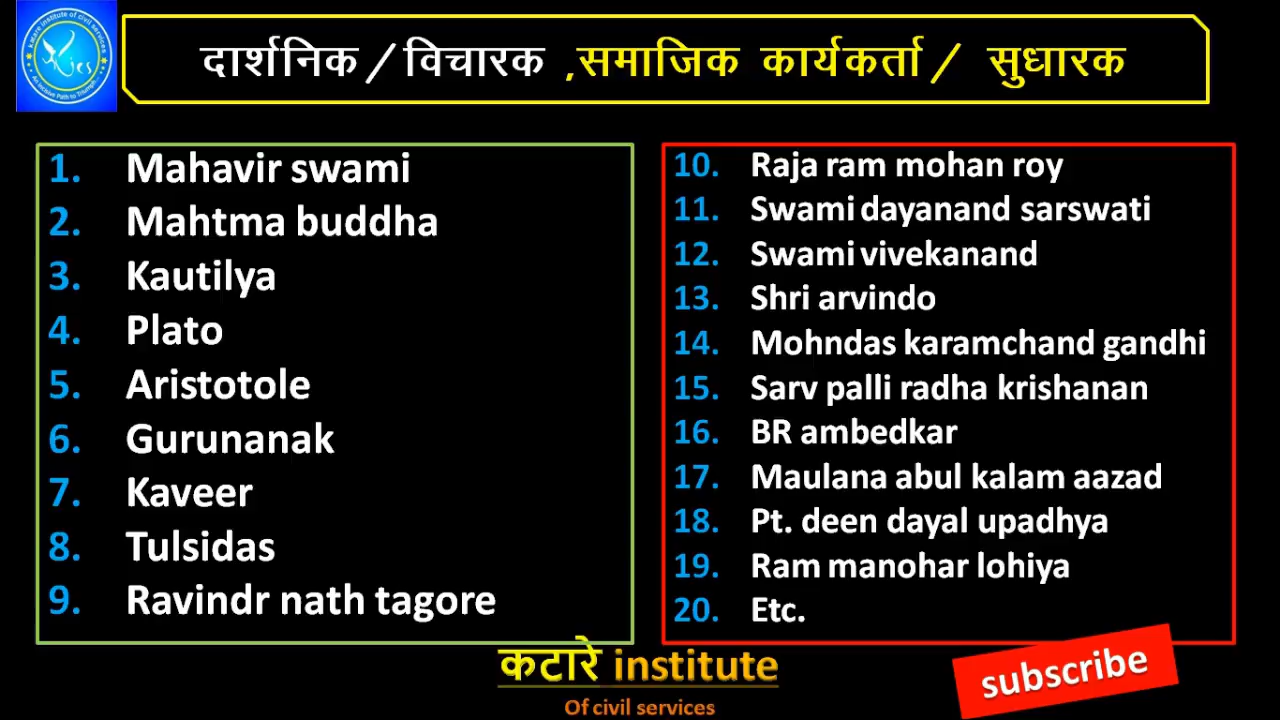 दार्शनिक / विचारक ,समाजिक कार्यकर्ता / सुधारक
1. Mahavir swami
2. Mahtma buddha
3. Kautilya
4. Plato
5. Aristotole
6. Gurunanak
7. Kaveer
8. Tulsidas
9. Ravindr nath tagore
10. Raja ram mohan roy
11. Swami dayanand sarswati
12. Swami vivekanand
13. Shri arvindo
14. Mohndas karamchand gandhi
15. Sarv palli radha krishanan
16. BR ambedkar
17. Maulana abul kalam aazad
18. Pt. deen dayal upadhya
19. Ram manohar lohiya
20. Etc.
कटारे institute
Of civil services
subscribe